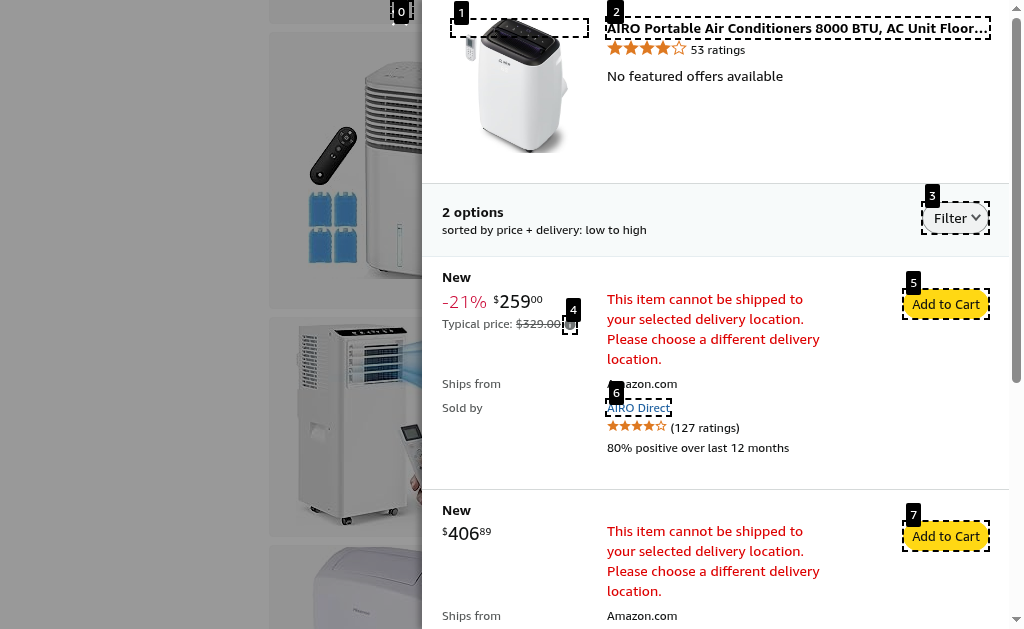 0
1
2
AIRO Portable Air Conditioners 8000 BTU, AC Unit Floor...
53 ratings
No featured offers available
3
2 options
sorted by price + delivery: low to high
Filter
New
5
-21% $25900
4
Typical price: $329.00
This item cannot be shipped to
your selected delivery location.
Please choose a different delivery
location.
Add to Cart
Ships from
Amazon.com
6
Sold by
AIRO Direct
(127 ratings)
80% positive over last 12 months
New
7
$40689
This item cannot be shipped to
your selected delivery location.
Please choose a different delivery
location.
Add to Cart
Ships from
Amazon.com